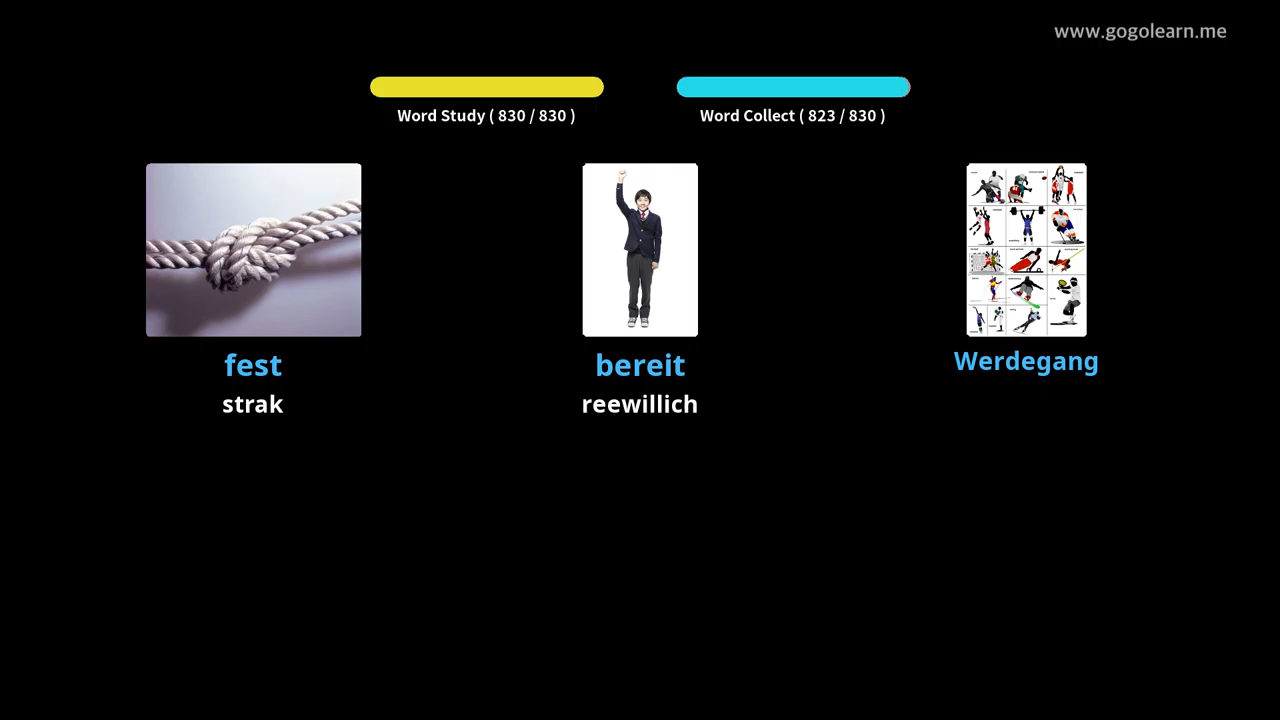 www.gogolearn.me
Word Study ( 830 / 830 )
Word Collect ( 823 / 830 )
fest
strak
bereit
reewillich
Werdegang